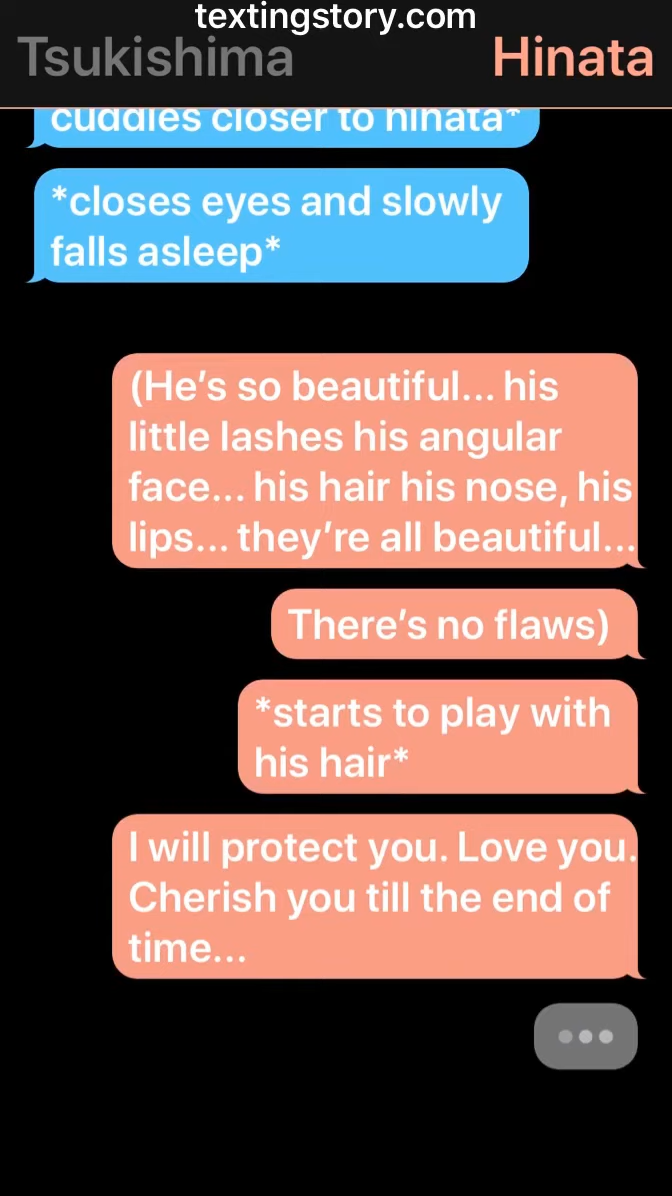 textingstory.com
Tsukishima
Hinata
cuddles closer to hinata*
*closes eyes and slowly
falls asleep*
(He’s so beautiful... his
little lashes his angular
face... his hair his nose, his
lips... they’re all beautiful...
There’s no flaws)
*starts to play with
his hair*
I will protect you. Love you.
Cherish you till the end of
time...